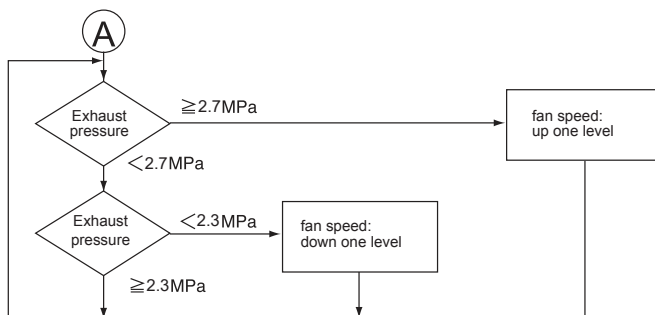 A
Exhaust
pressure
≧2.7MPa
fan speed:
up one level
<2.7MPa
Exhaust
pressure
<2.3MPa
fan speed:
down one level
≧2.3MPa